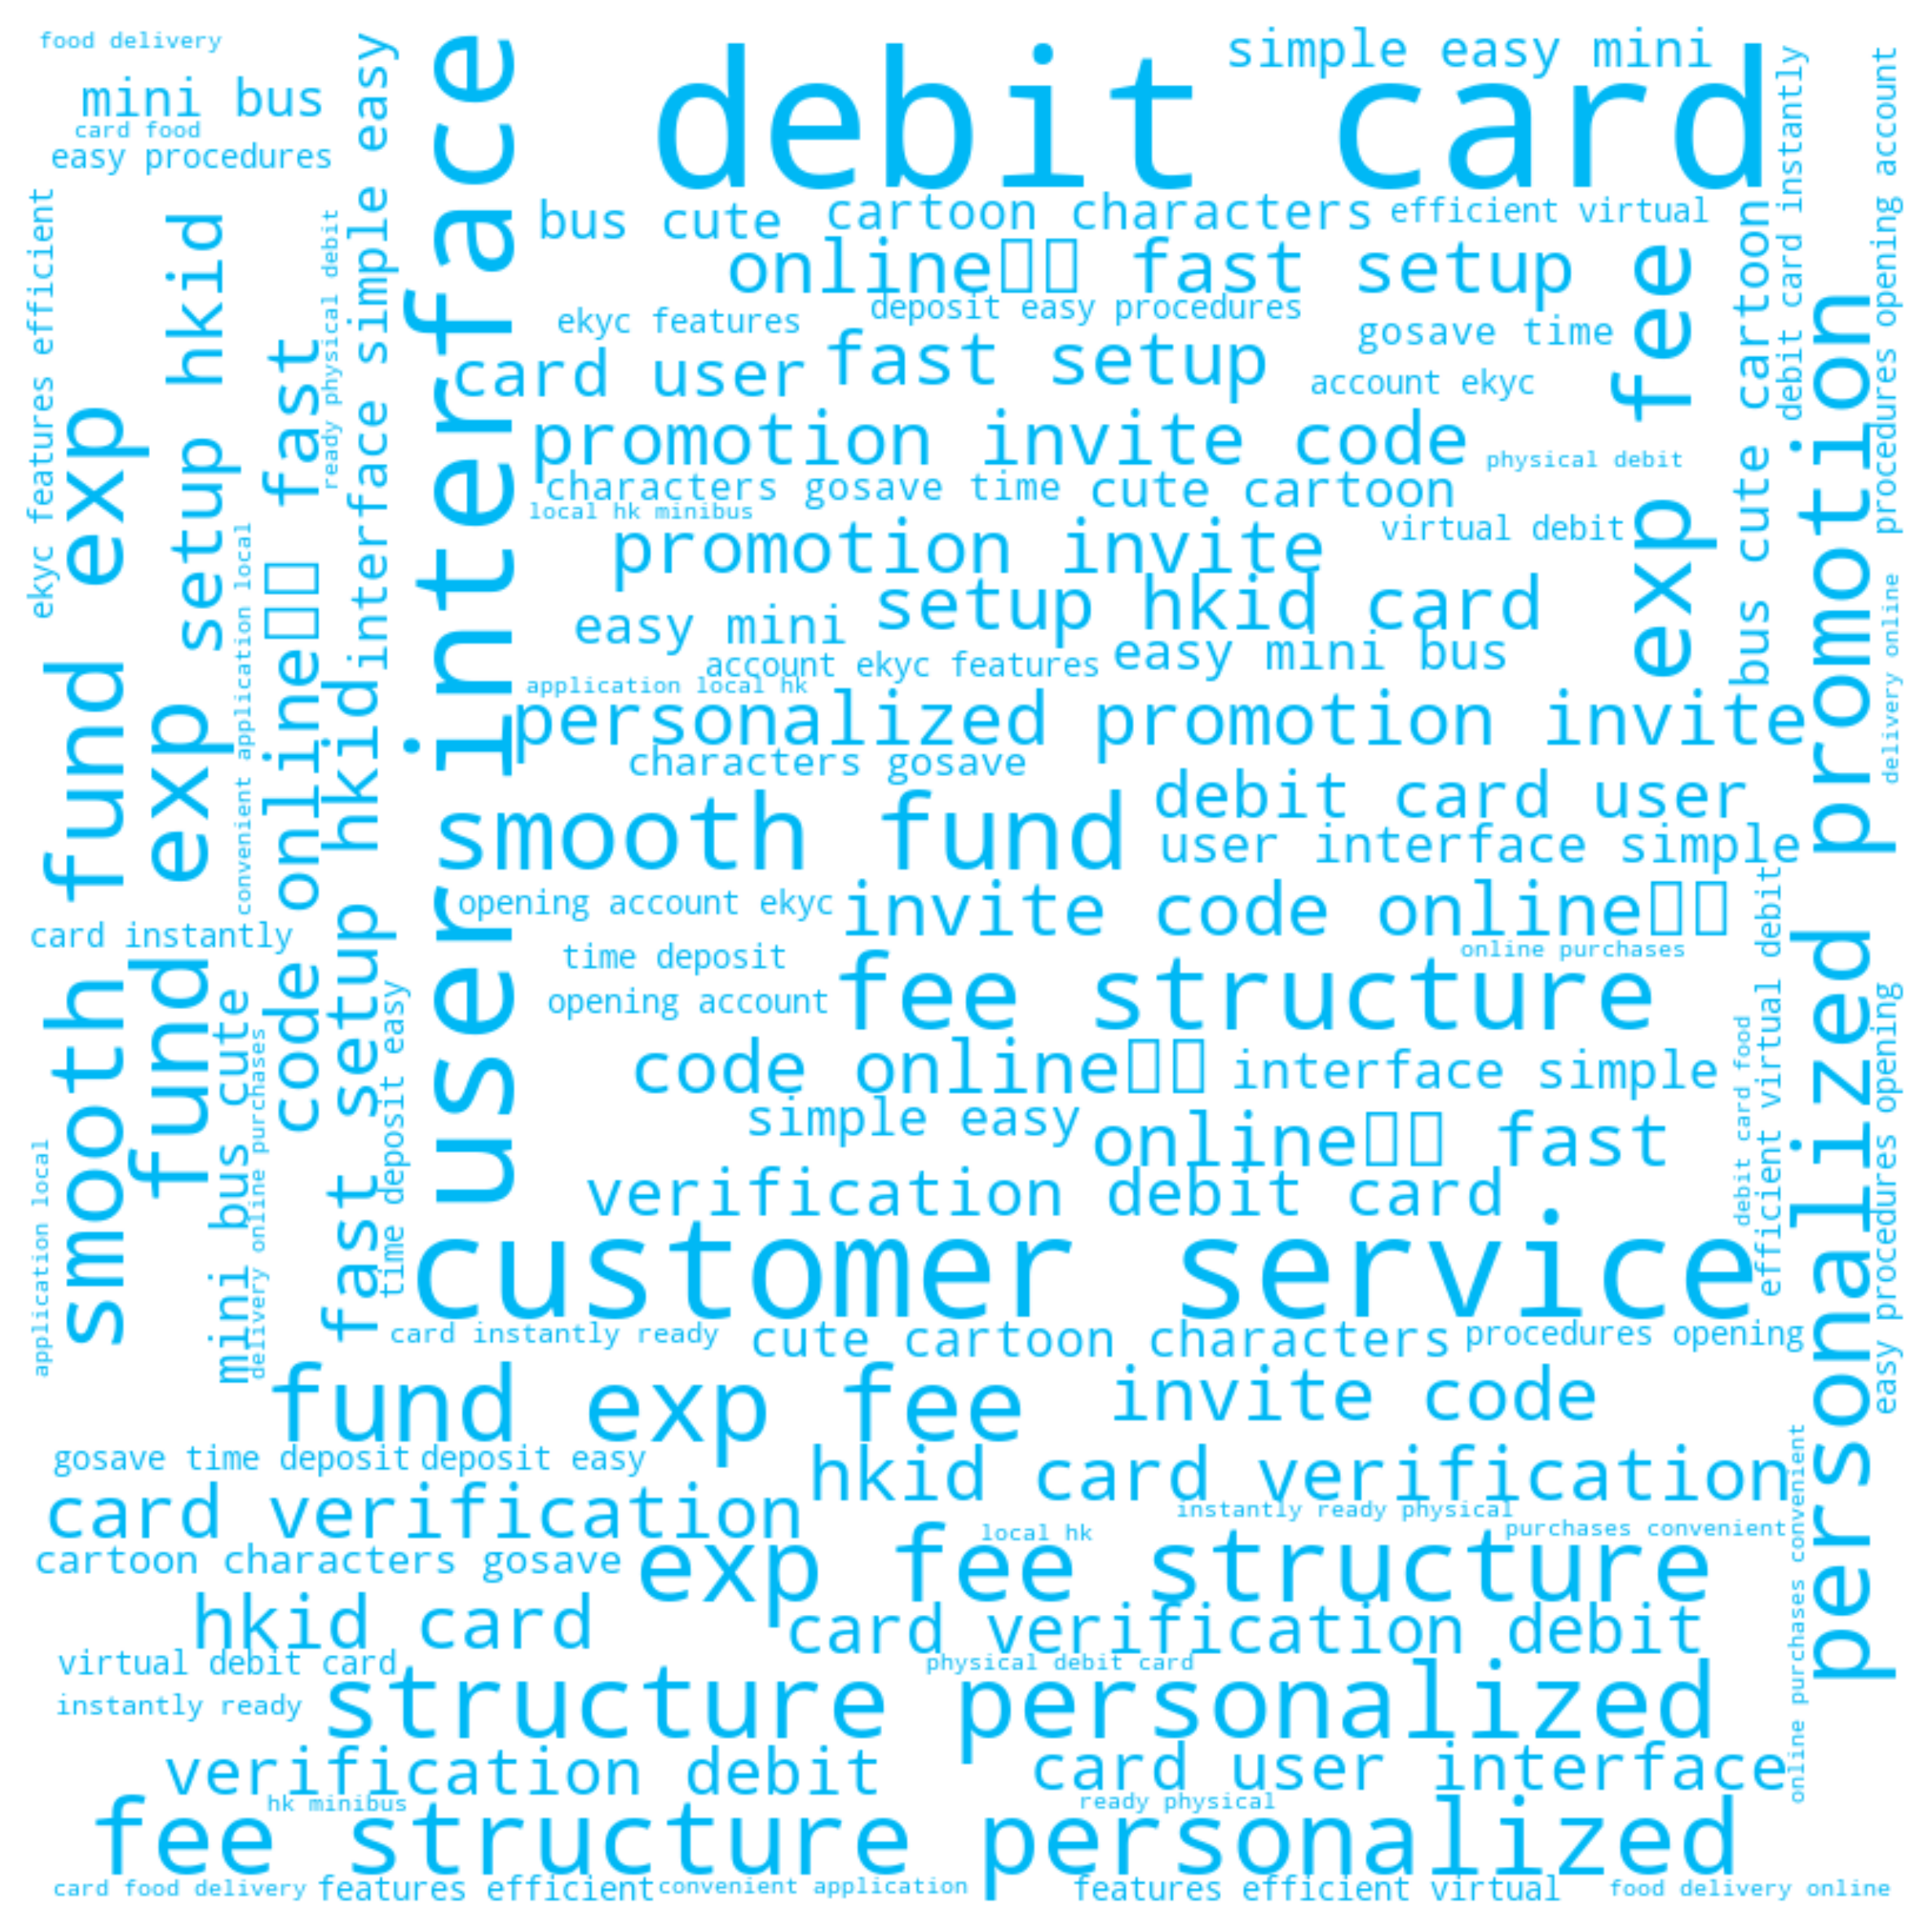 food delivery
mini bus
card food
easy procedures
debit card
simple easy mini
bus cute
cartoon characters
efficient virtual
online□□ fast setup
deposit easy procedures
ekyc features
gosave time
card user
fast setup
account ekyc
promotion invite code
physical debit
characters gosave time
cute cartoon
local hk minibus
virtual debit
promotion invite
setup hkid card
easy mini
easy mini bus
account ekyc features
application local hk
personalized promotion invite
characters gosave
debit card user
smooth fund
user interface simple
opening account ekyc
invite code online□□
card instantly
time deposit
online purchases
opening account
fee structure
code online□□
interface simple
simple easy
online□□ fast
verification debit card
customer service
card instantly ready
cute cartoon characters
procedures opening
fund exp fee
invite code
gosave time deposit
deposit easy
hkid card verification
card verification
instantly ready physical
local hk
purchases convenient
cartoon characters gosave
exp fee structure
hkid card
card verification debit
virtual debit card
physical debit card
instantly ready
structure personalized
verification debit
card user interface
hk minibus
ready physical
fee structure personalized
card food delivery
features efficient
convenient application
features efficient virtual
food delivery online
ekyc features efficient
smooth fund exp
application local
fund exp
setup hkid
mini bus cute
convenient application local
delivery online purchases
code online□□ fast
ready physical debit
fast setup hkid
interface simple easy
time deposit easy
user interface
exp fee
bus cute cartoon
debit card instantly
efficient virtual debit
debit card food
personalized promotion
procedures opening account
delivery online
easy procedures opening
online purchases convenient